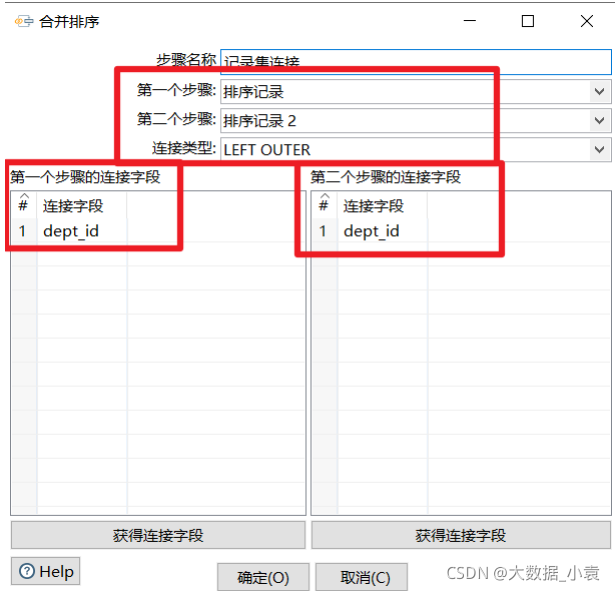 合并排序
步骤名称 记录集连接
第一个步骤: 排序记录
第二个步骤: 排序记录 2
连接类型: LEFT OUTER
第一个步骤的连接字段
# 连接字段
1 dept_id
第二个步骤的连接字段
# 连接字段
1 dept_id
获得连接字段 获得连接字段
Help 确定(O) 取消(C)
CSDN @大数据_小袁